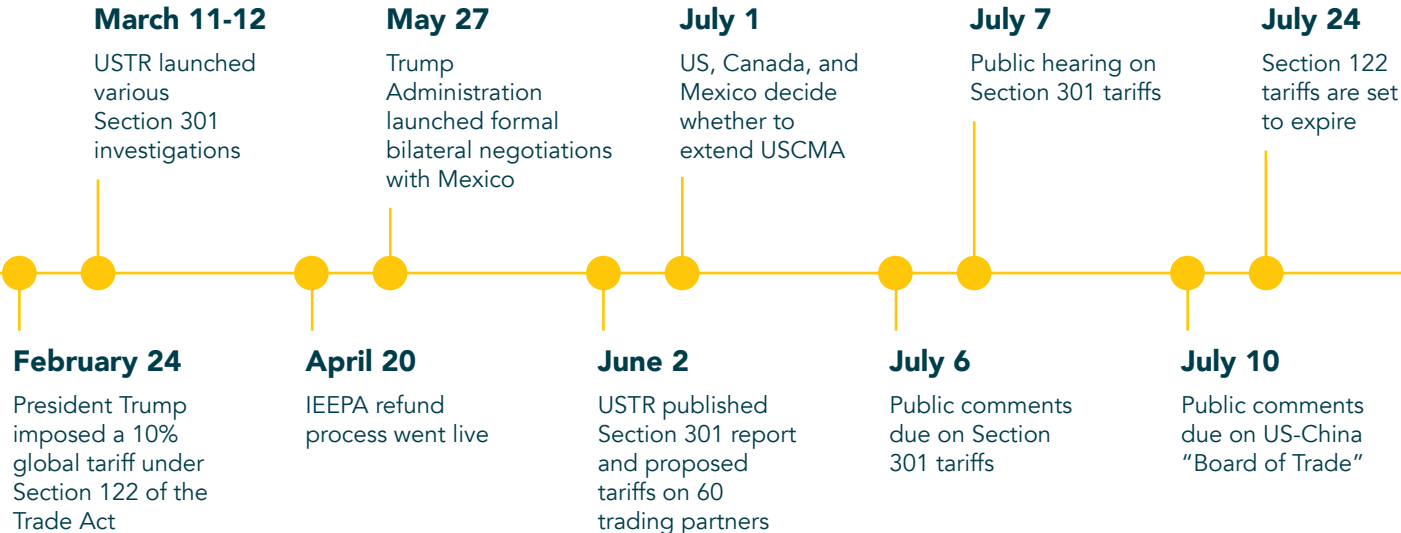 March 11-12
USTR launched
various
Section 301
investigations
May 27
Trump
Administration
launched formal
bilateral negotiations
with Mexico
July 1
US, Canada, and
Mexico decide
whether to
extend USCMA
July 7
Public hearing on
Section 301 tariffs
July 24
Section 122
tariffs are set
to expire
February 24
President Trump
imposed a 10%
global tariff under
Section 122 of the
Trade Act
April 20
IEEPA refund
process went live
June 2
USTR published
Section 301 report
and proposed
tariffs on 60
trading partners
July 6
Public comments
due on Section
301 tariffs
July 10
Public comments
due on US-China
“Board of Trade”